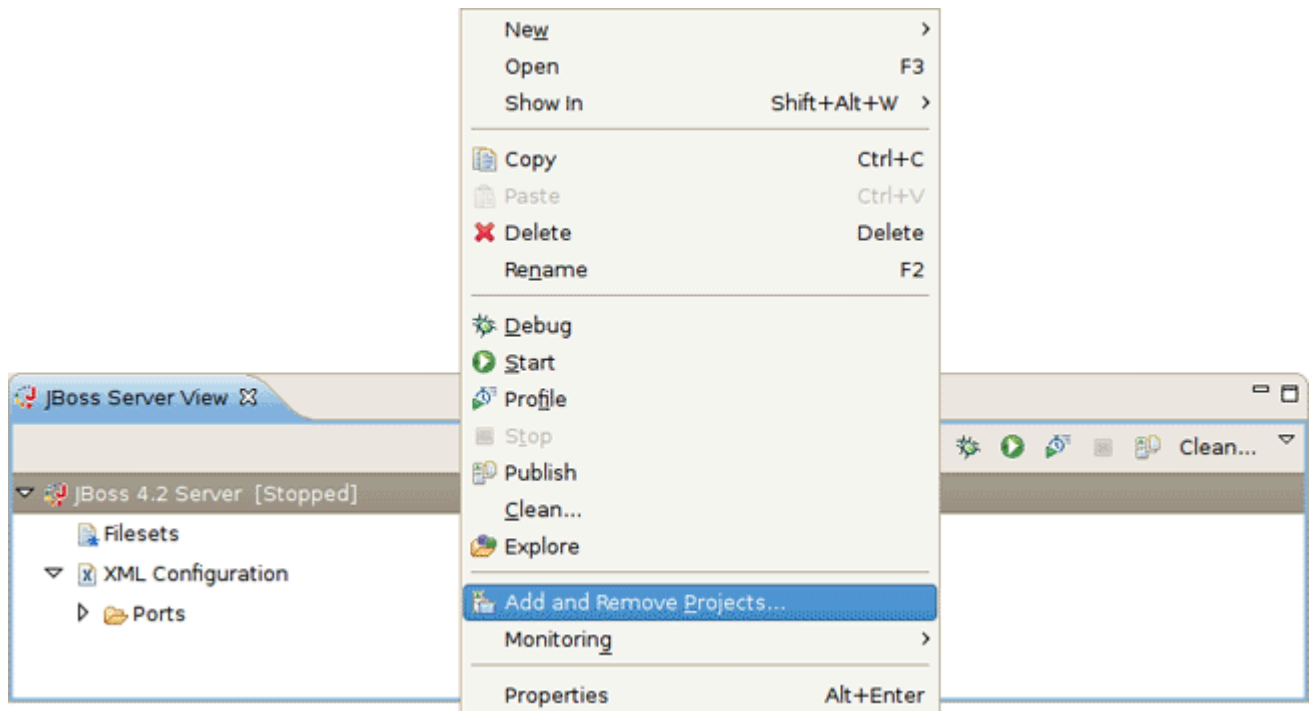 New
Open F3
Show In Shift+Alt+W
Copy Ctrl+C
Paste Ctrl+V
Delete Delete
Rename F2
Debug
Start
Profile
Stop
Publish
Clean...
Explore
Add and Remove Projects...
Monitoring
Properties Alt+Enter
JBoss Server View
Clean...
JBoss 4.2 Server [Stopped]
Filesets
XML Configuration
Ports